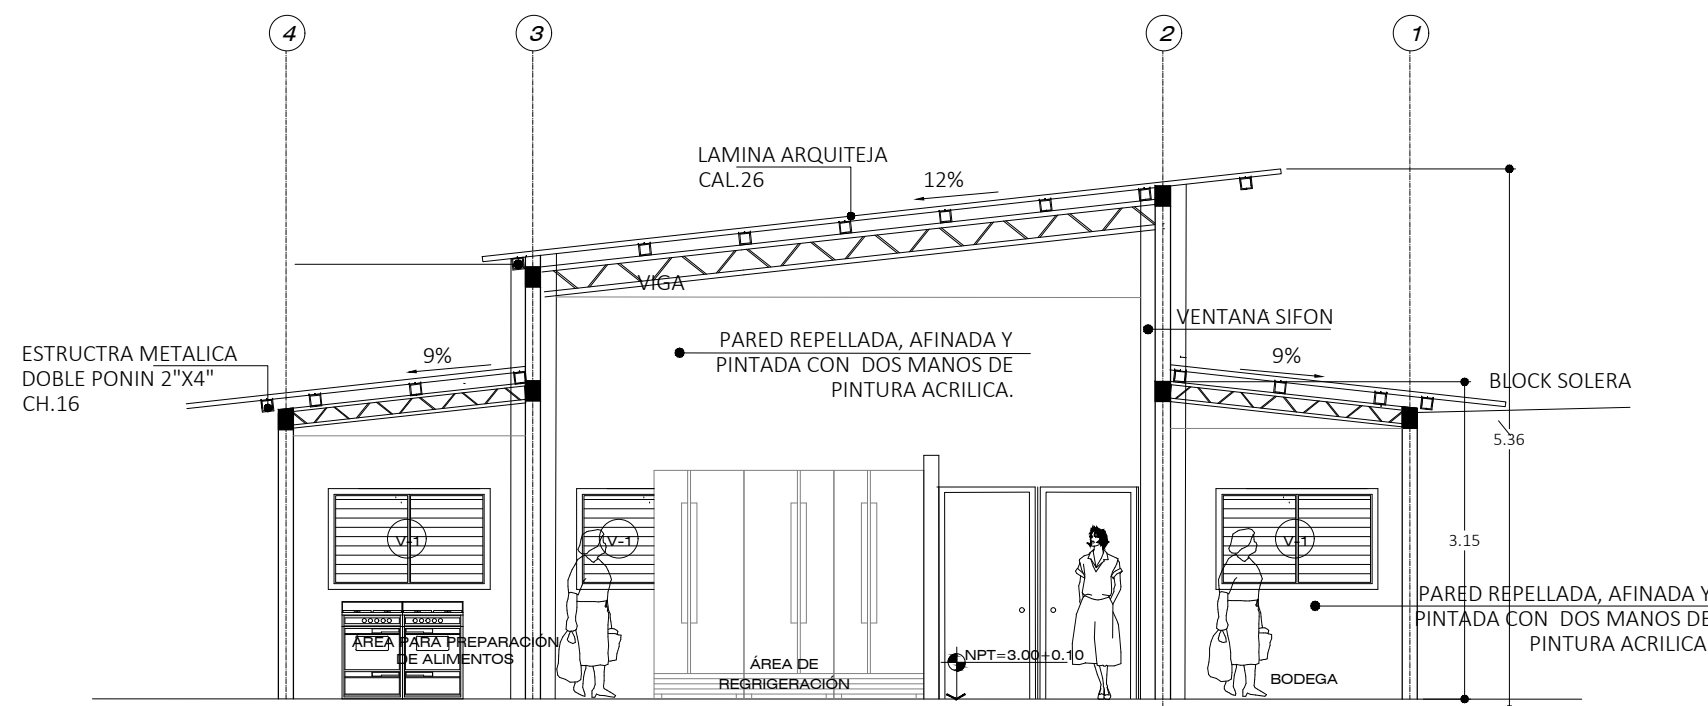 4
3
2
1
LAMINA ARQUITEJA
CAL.26
12%
VIGA
VENTANA SIFON
PARED REPELLADA, AFINADA Y
PINTADA CON DOS MANOS DE
PINTURA ACRILICA.
ESTRUCTRA METALICA
DOBLE PONIN 2"X4"
CH.16
9%
9%
BLOCK SOLERA
5.36
3.15
V-1
V-1
V-1
PARED REPELLADA, AFINADA Y
PINTADA CON DOS MANOS DE
PINTURA ACRILICA
ÁREA PARA PREPARACIÓN
DE ALIMENTOS
ÁREA DE
REGRIGERACIÓN
NPT=3.00+0.10
BODEGA